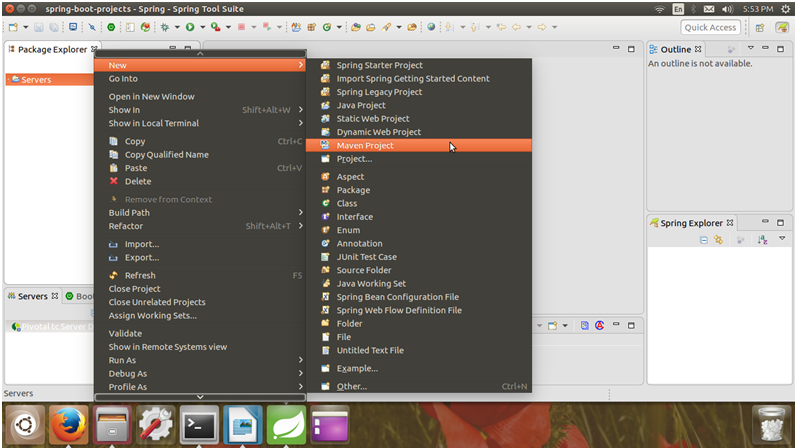 spring-boot-projects - Spring - Spring Tool Suite
En
5:53 PM
Quick Access
Package Explorer
Servers
New
Go Into
Open in New Window
Show In Shift+Alt+W
Show in Local Terminal
Copy Ctrl+C
Copy Qualified Name
Paste Ctrl+V
Delete
Remove from Context
Build Path
Refactor Shift+Alt+T
Import...
Export...
Refresh F5
Close Project
Close Unrelated Projects
Assign Working Sets...
Validate
Show in Remote Systems view
Run As
Debug As
Profile As
Spring Starter Project
Import Spring Getting Started Content
Spring Legacy Project
Java Project
Static Web Project
Dynamic Web Project
Maven Project
Project...
Aspect
Package
Class
Interface
Enum
Annotation
JUnit Test Case
Source Folder
Java Working Set
Spring Bean Configuration File
Spring Web Flow Definition File
Folder
File
Untitled Text File
Example...
Other... Ctrl+N
Outline
An outline is not available.
Spring Explorer
Servers
Boot
Pivotal tc Server D
Servers